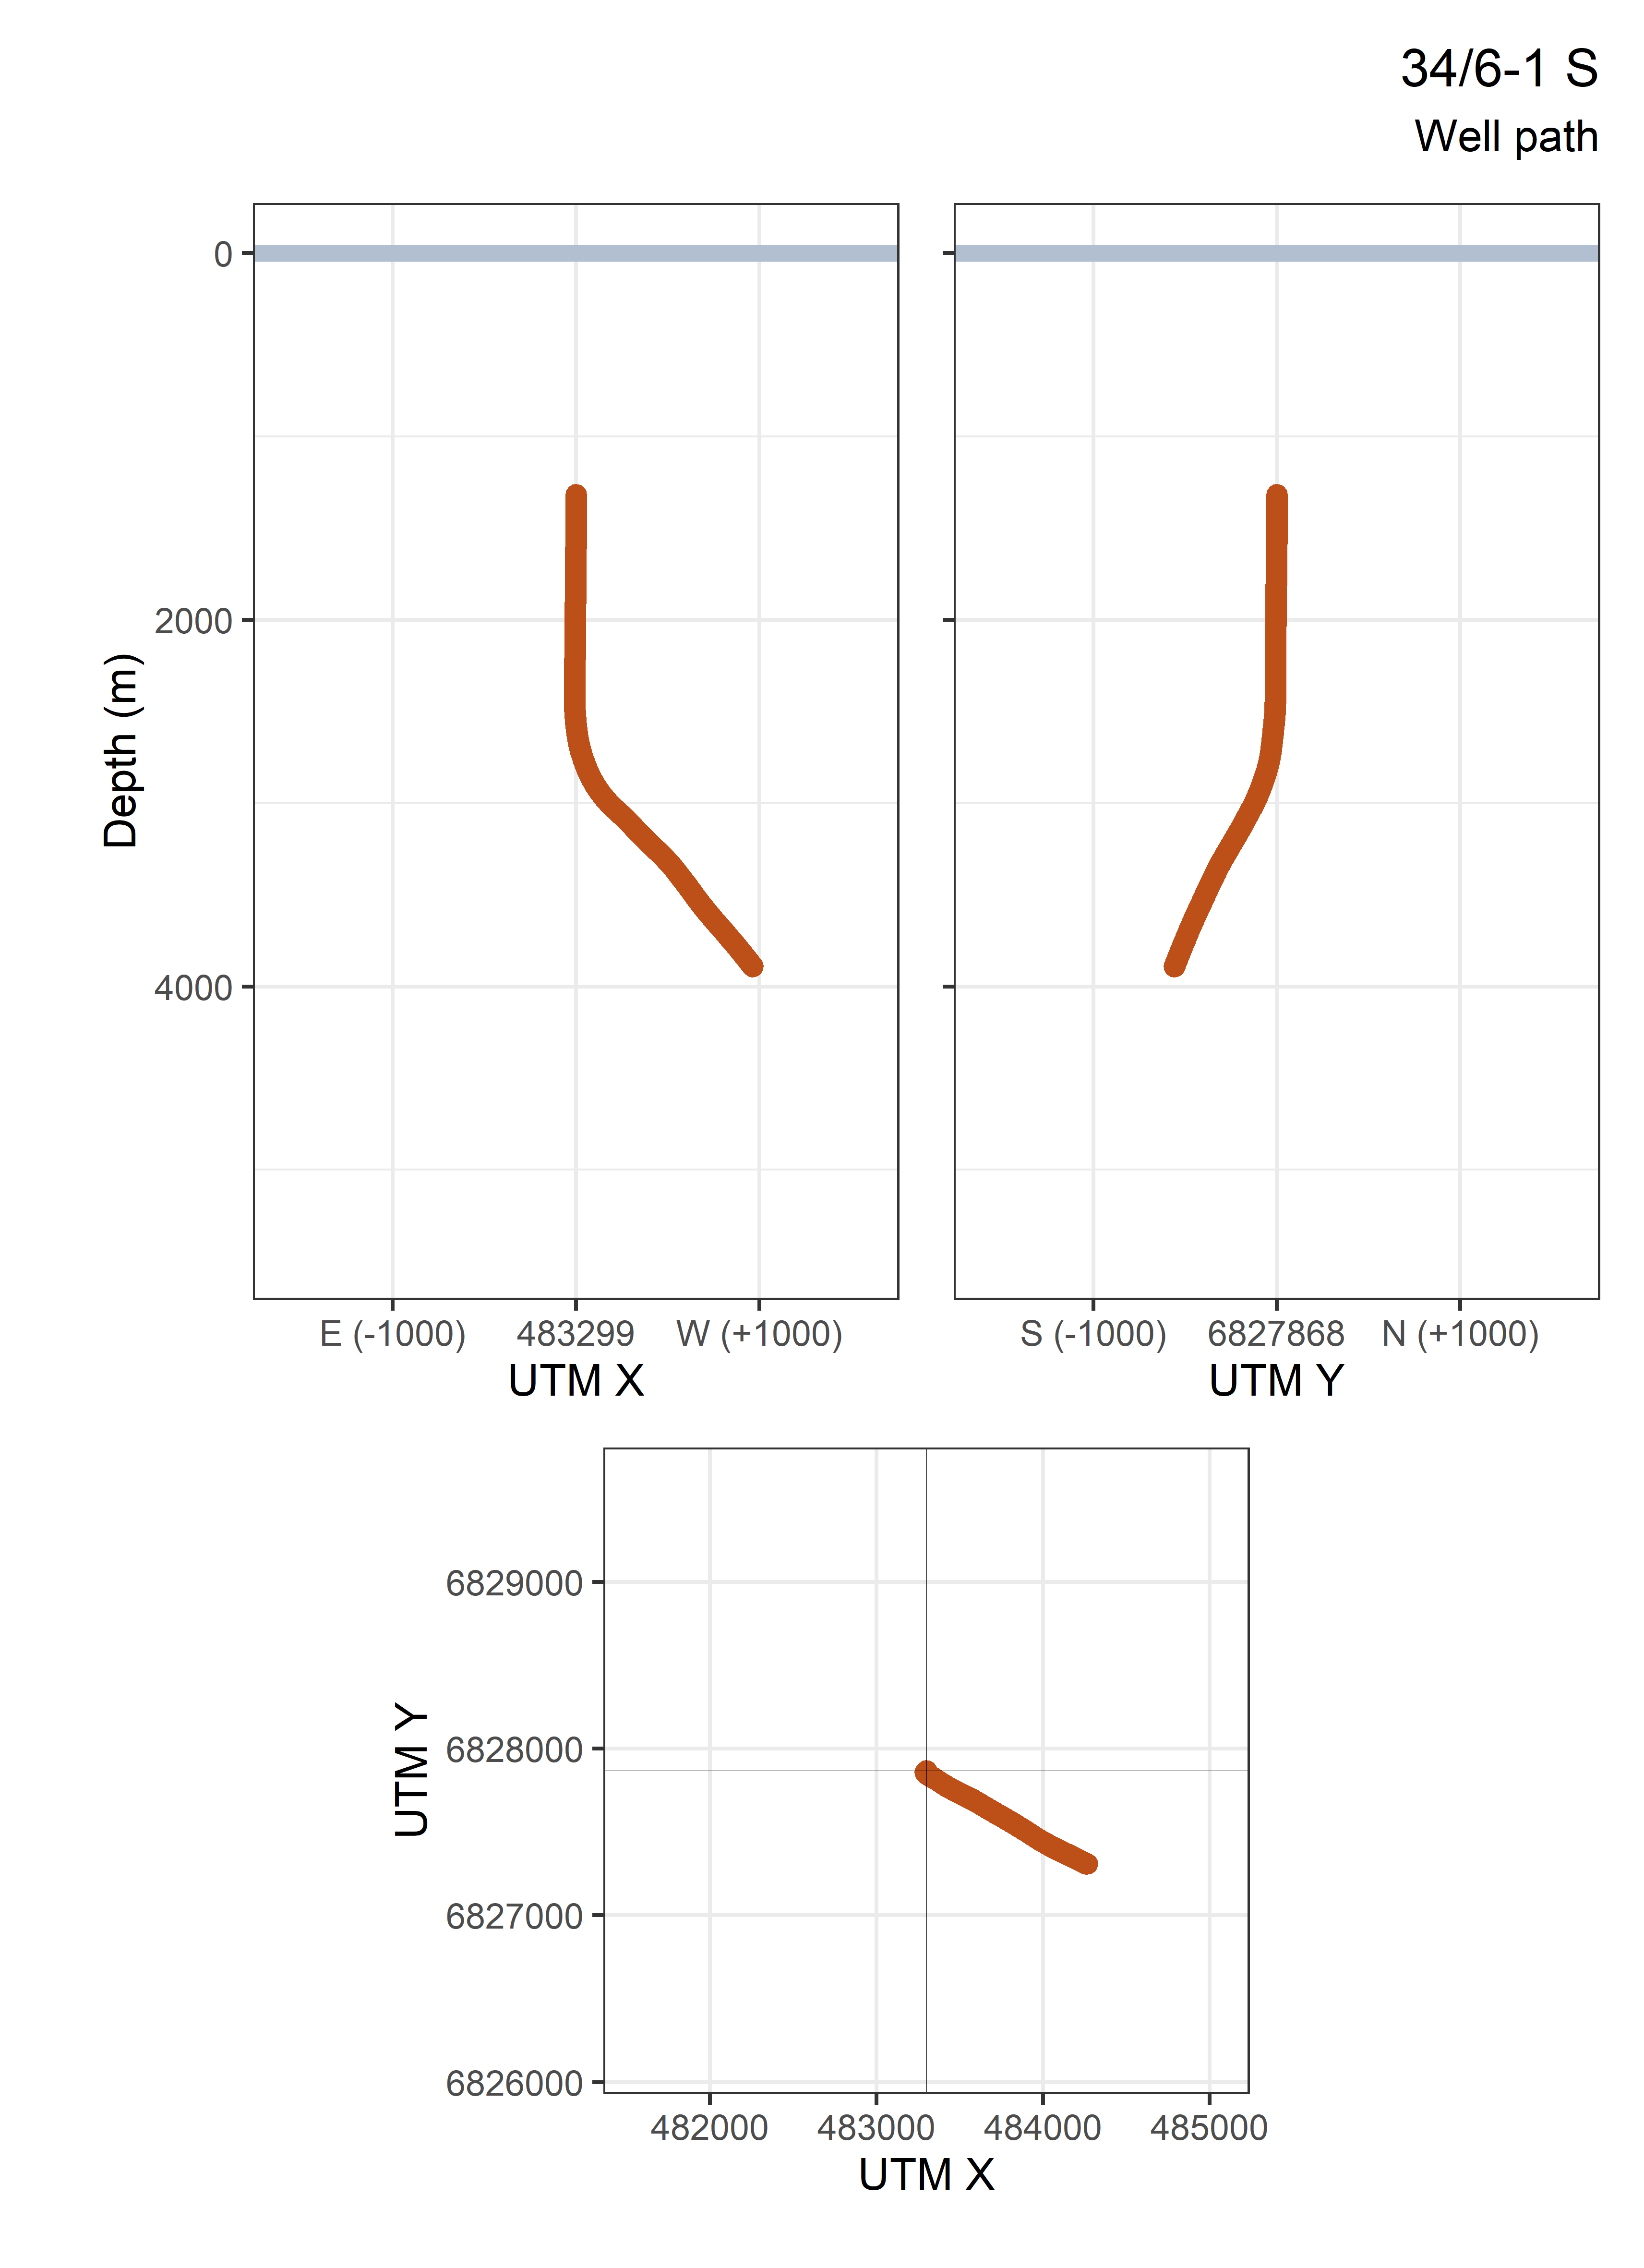 34/6-1 S
Well path
Depth (m)
0
2000
4000
E (-1000) 483299 W (+1000)
UTM X
S (-1000) 6827868 N (+1000)
UTM Y
UTM Y
6829000
6828000
6827000
6826000
482000 483000 484000 485000
UTM X